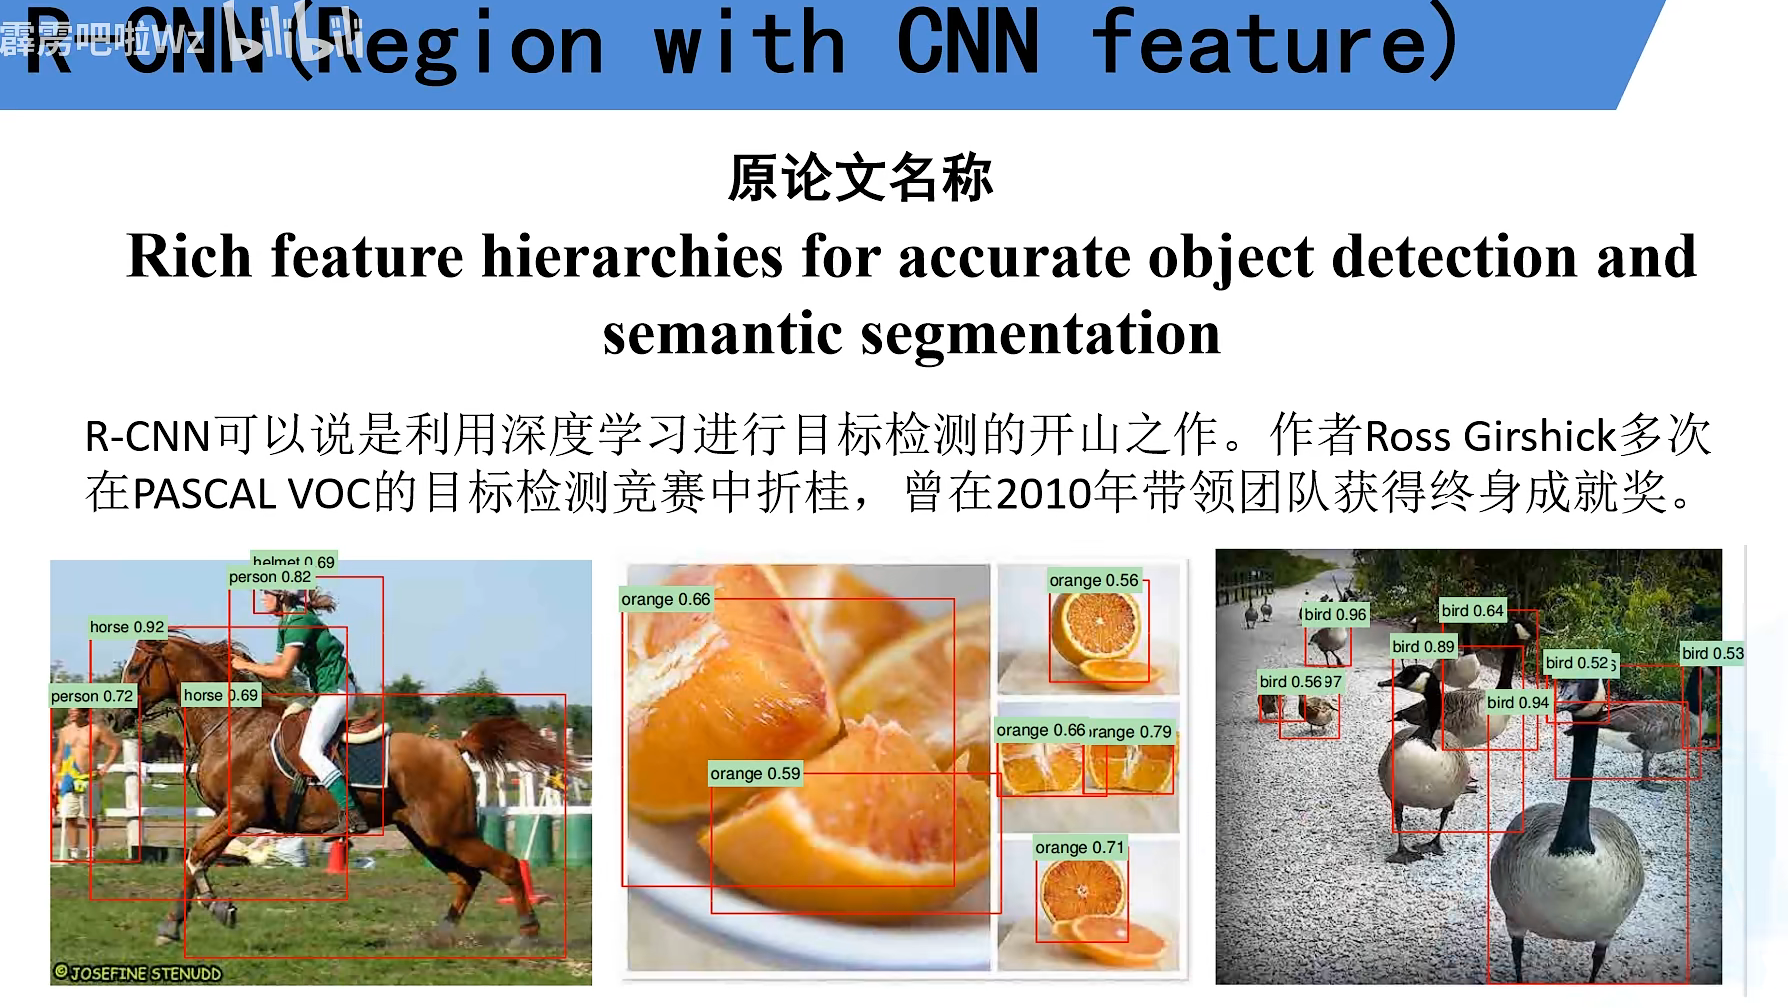 R-CNN(Region with CNN feature)
霹雳吧啦Wz bilibili
原论文名称
Rich feature hierarchies for accurate object detection and
semantic segmentation
R-CNN可以说是利用深度学习进行目标检测的开山之作。作者Ross Girshick多次
在PASCAL VOC的目标检测竞赛中折桂，曾在2010年带领团队获得终身成就奖。
helmet 0.69
person 0.82
horse 0.92
person 0.72
horse 0.69
© JOSEFINE STENUDD
orange 0.66
orange 0.56
orange 0.66
orange 0.79
orange 0.59
orange 0.71
bird 0.96
bird 0.64
bird 0.89
bird 0.52
bird 0.53
bird 0.56
97
bird 0.94